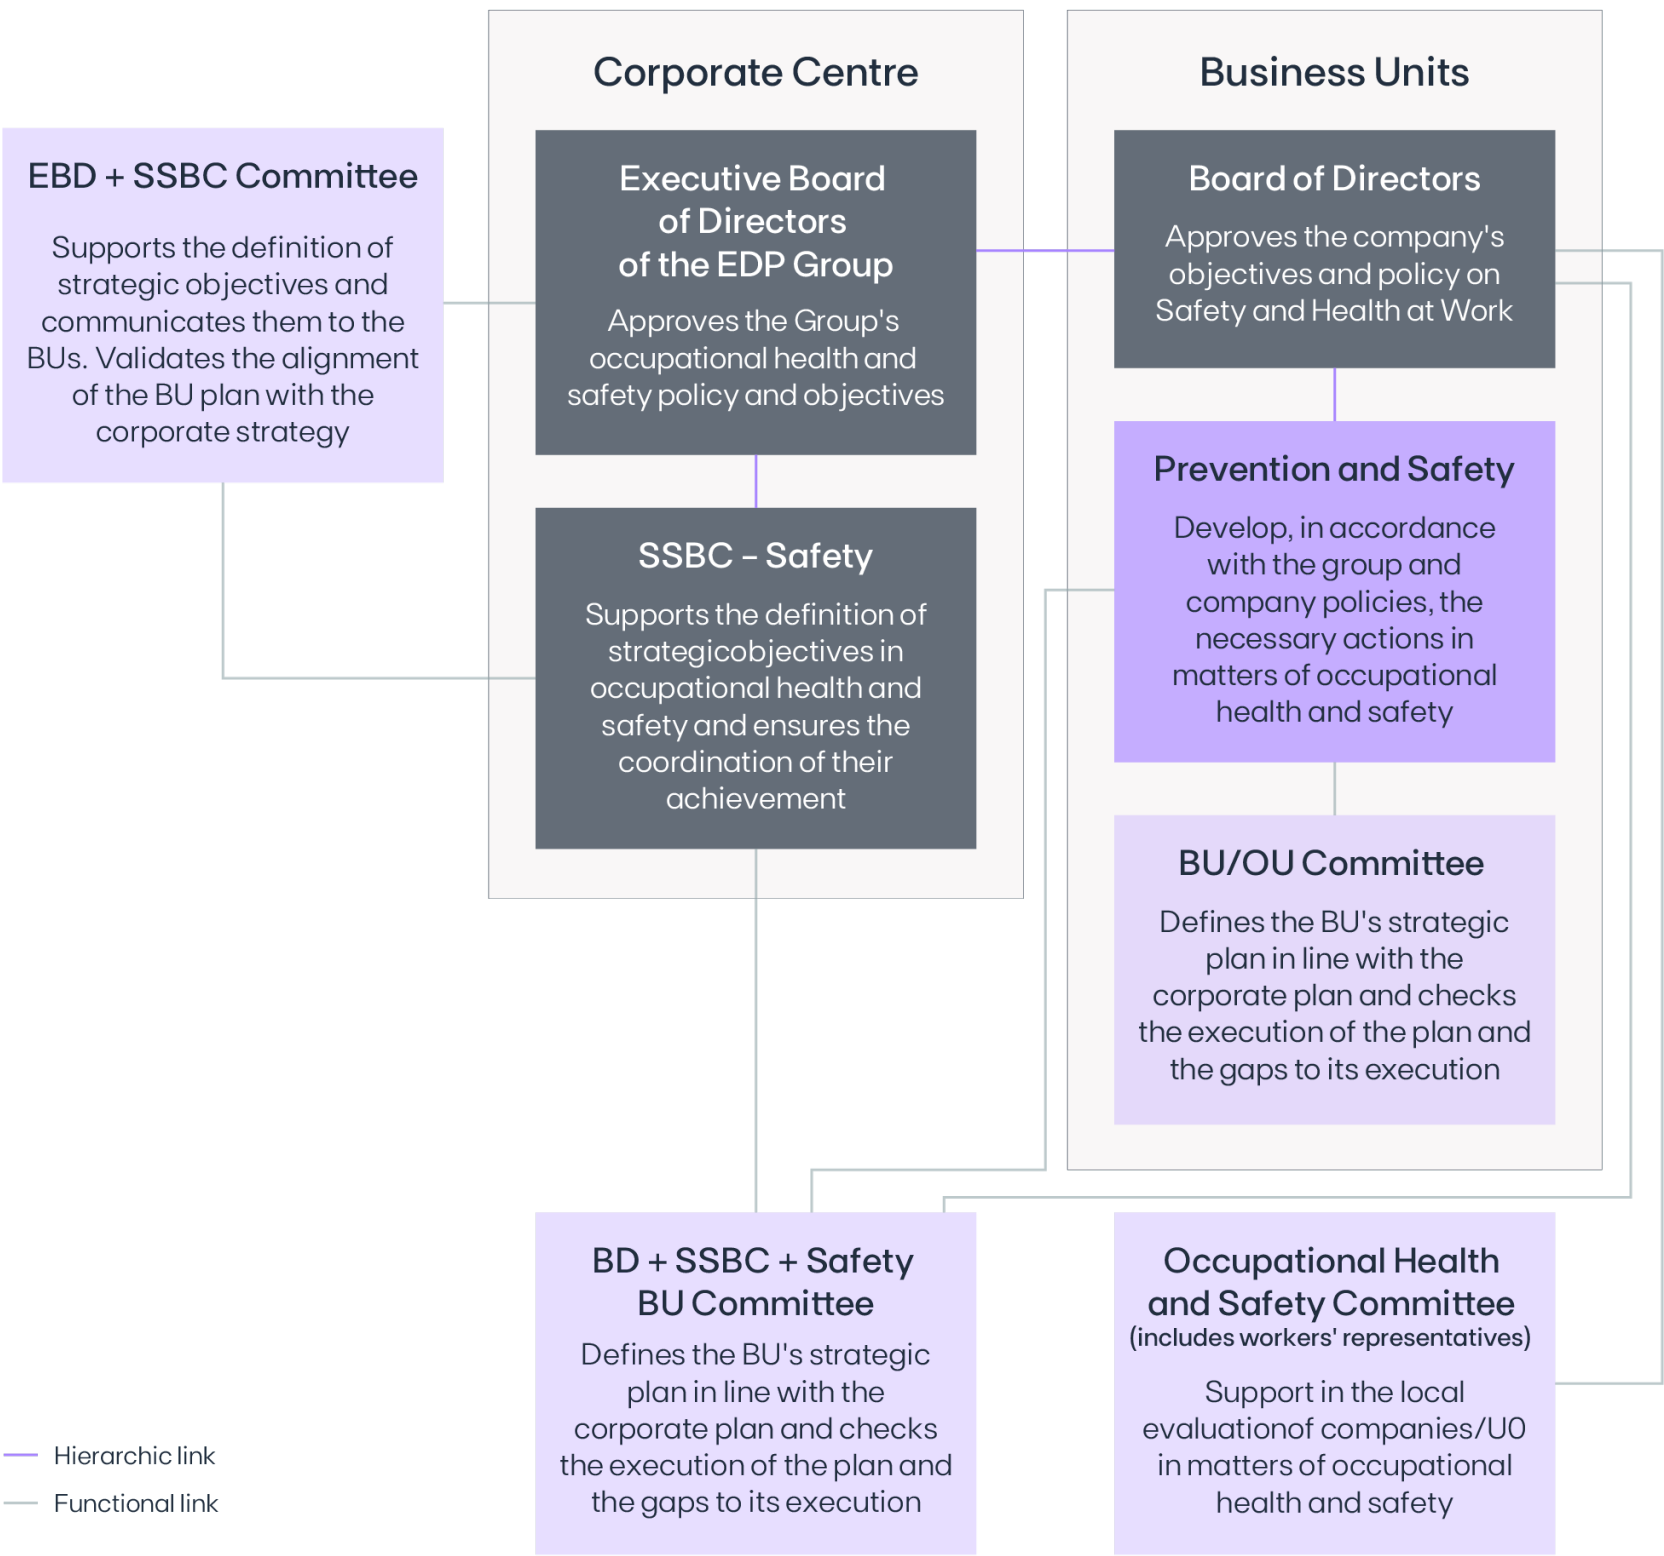 Corporate Centre
Business Units
EBD + SSBC Committee
Supports the definition of
strategic objectives and
communicates them to the
BUs. Validates the alignment
of the BU plan with the
corporate strategy
Executive Board
of Directors
of the EDP Group
Approves the Group's
occupational health and
safety policy and objectives
Board of Directors
Approves the company's
objectives and policy on
Safety and Health at Work
SSBC – Safety
Supports the definition of
strategicobjectives in
occupational health and
safety and ensures the
coordination of their
achievement
Prevention and Safety
Develop, in accordance
with the group and
company policies, the
necessary actions in
matters of occupational
health and safety
BU/OU Committee
Defines the BU's strategic
plan in line with the
corporate plan and checks
the execution of the plan and
the gaps to its execution
BD + SSBC + Safety
BU Committee
Defines the BU's strategic
plan in line with the
corporate plan and checks
the execution of the plan and
the gaps to its execution
Occupational Health
and Safety Committee
(includes workers' representatives)
Support in the local
evaluationof companies/U0
in matters of occupational
health and safety
Hierarchic link
Functional link